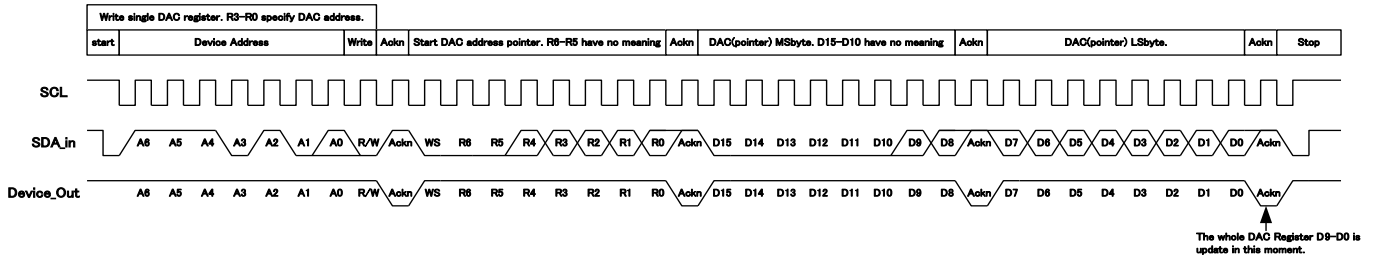 Write single DAC register. R3-R0 specify DAC address.
start Device Address Write Ackn Start DAC address pointer. R6-R5 have no meaning Ackn DAC(pointer) MSbyte. D15-D10 have no meaning Ackn DAC(pointer) LSbyte. Ackn Stop
SCL
SDA_in A6 A5 A4 A3 A2 A1 A0 R/W Ackn WS R6 R5 R4 R3 R2 R1 R0 Ackn D15 D14 D13 D12 D11 D10 D9 D8 Ackn D7 D6 D5 D4 D3 D2 D1 D0 Ackn
Device_Out A6 A5 A4 A3 A2 A1 A0 R/W Ackn WS R6 R5 R4 R3 R2 R1 R0 Ackn D15 D14 D13 D12 D11 D10 D9 D8 Ackn D7 D6 D5 D4 D3 D2 D1 D0 Ackn
The whole DAC Register D9-D0 is
update in this moment.